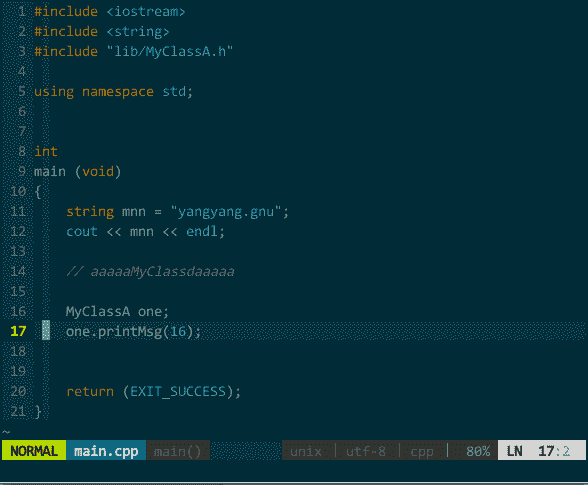 1 #include <iostream>
2 #include <string>
3 #include "lib/MyClassA.h"
4
5 using namespace std;
6
7
8 int
9 main (void)
10 {
11     string mnn = "yangyang.gnu";
12     cout << mnn << endl;
13
14     // aaaaaMyClassdaaaaa
15
16     MyClassA one;
17     one.printMsg(16);
18
19
20     return (EXIT_SUCCESS);
21 }
~
NORMAL main.cpp main() unix | utf-8 | cpp | 80% LN 17:2